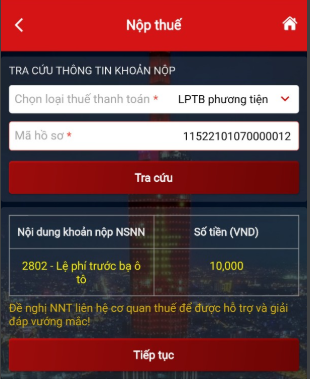 Nộp thuế
TRA CỨU THÔNG TIN KHOẢN NỘP
Chọn loại thuế thanh toán * LPTB phương tiện
Mã hồ sơ * 11522101070000012
Tra cứu
Nội dung khoản nộp NSNN Số tiền (VND)
2802 - Lệ phí trước bạ ô 10,000
tô
Đề nghị NNT liên hệ cơ quan thuế để được hỗ trợ và giải
đáp vướng mắc!
Tiếp tục